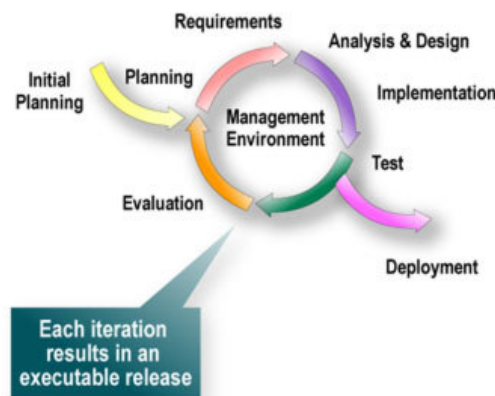 Requirements
Analysis & Design
Initial
Planning
Planning
Implementation
Management
Environment
Test
Evaluation
Deployment
Each iteration
results in an
executable release